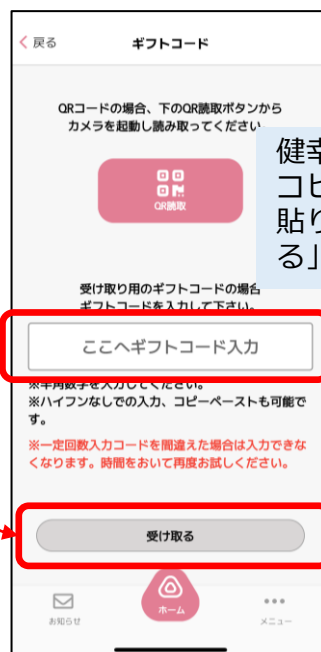 戻る
ギフトコード
QRコードの場合、下のQR読取ボタンから
カメラを起動し読み取ってください。
QR読取
健幸
コピ
貼り
る」
受け取り用のギフトコードの場合
ギフトコードを入力して下さい。
ここへギフトコード入力
※半角数字を入力してください。
※ハイフンなしでの入力、コピーペーストも可能で
す。
※一定回数入力コードを間違えた場合は入力できな
くなります。時間をおいて再度お試しください。
受け取る
お知らせ
ホーム
メニュー